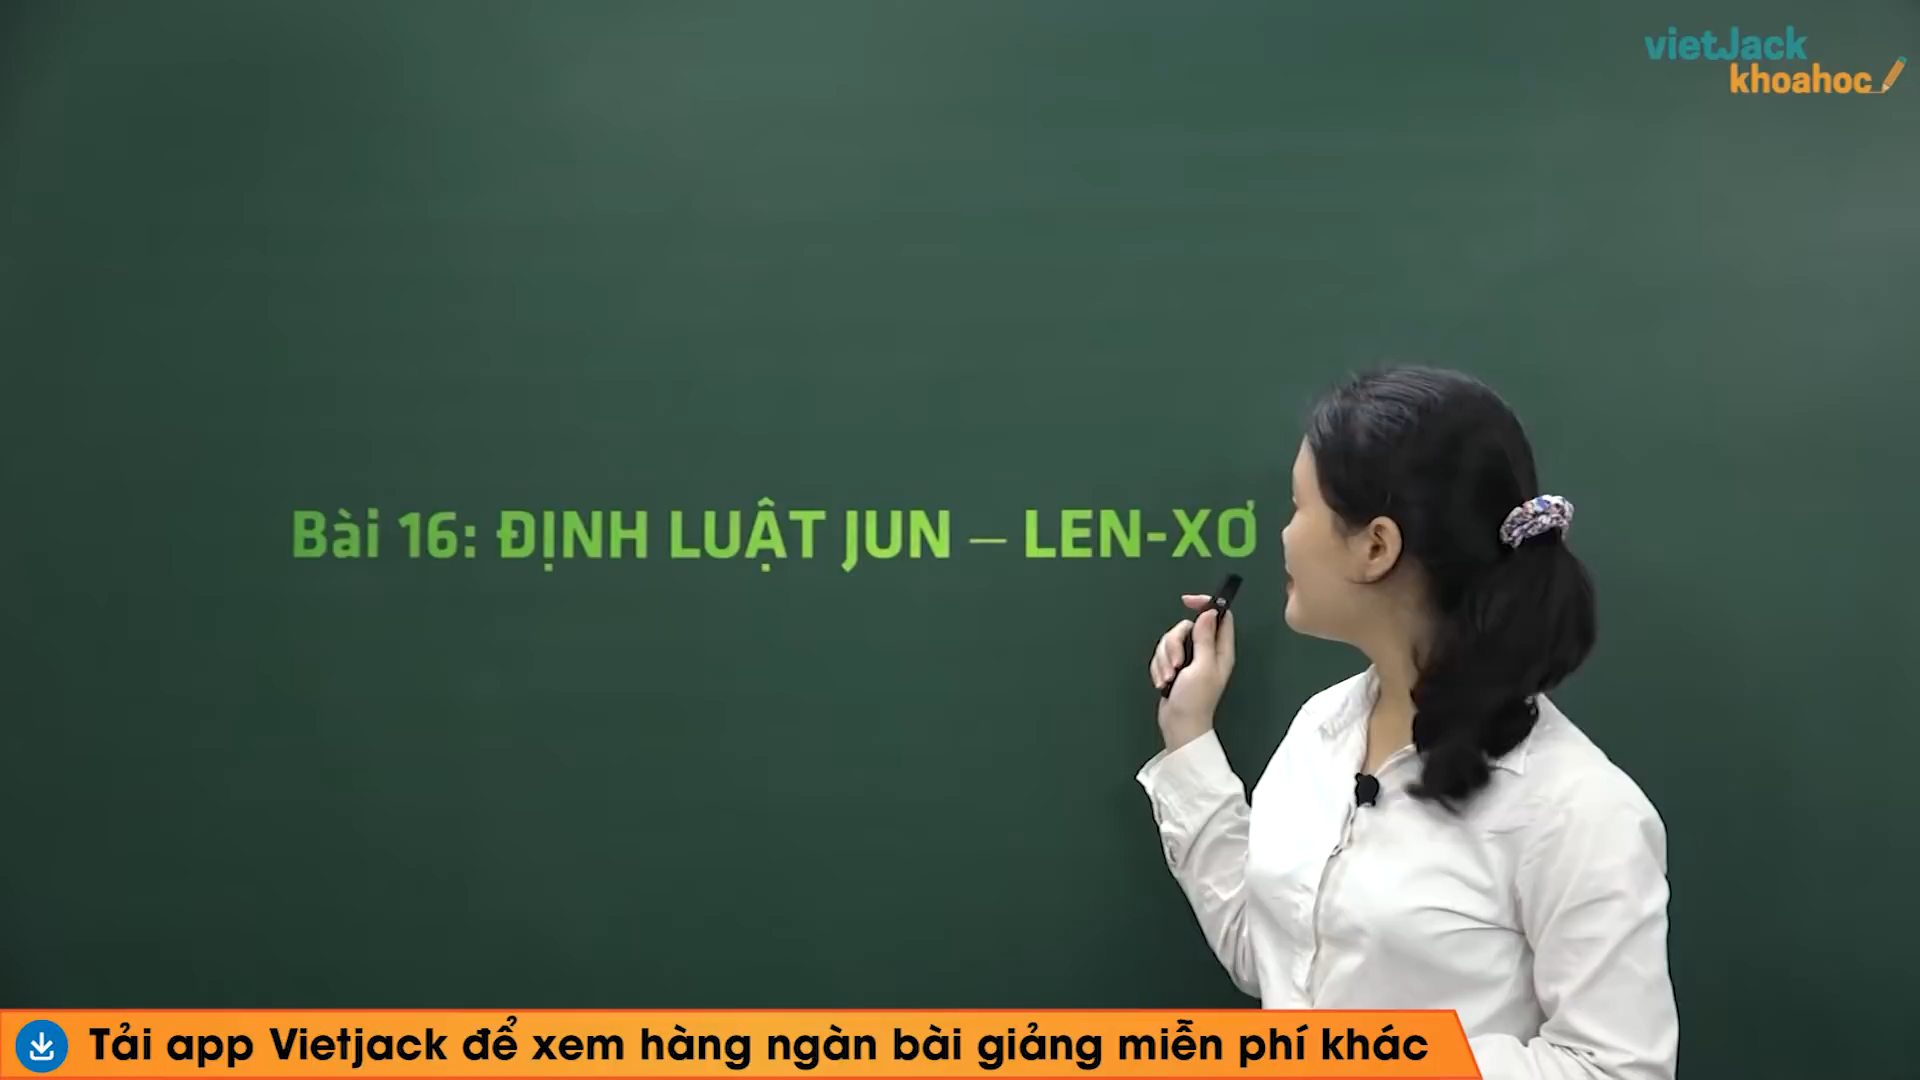 vietJack
khoahoc
Bài 16: ĐỊNH LUẬT JUN – LEN-XƠ
Tải app Vietjack để xem hàng ngàn bài giảng miễn phí khác